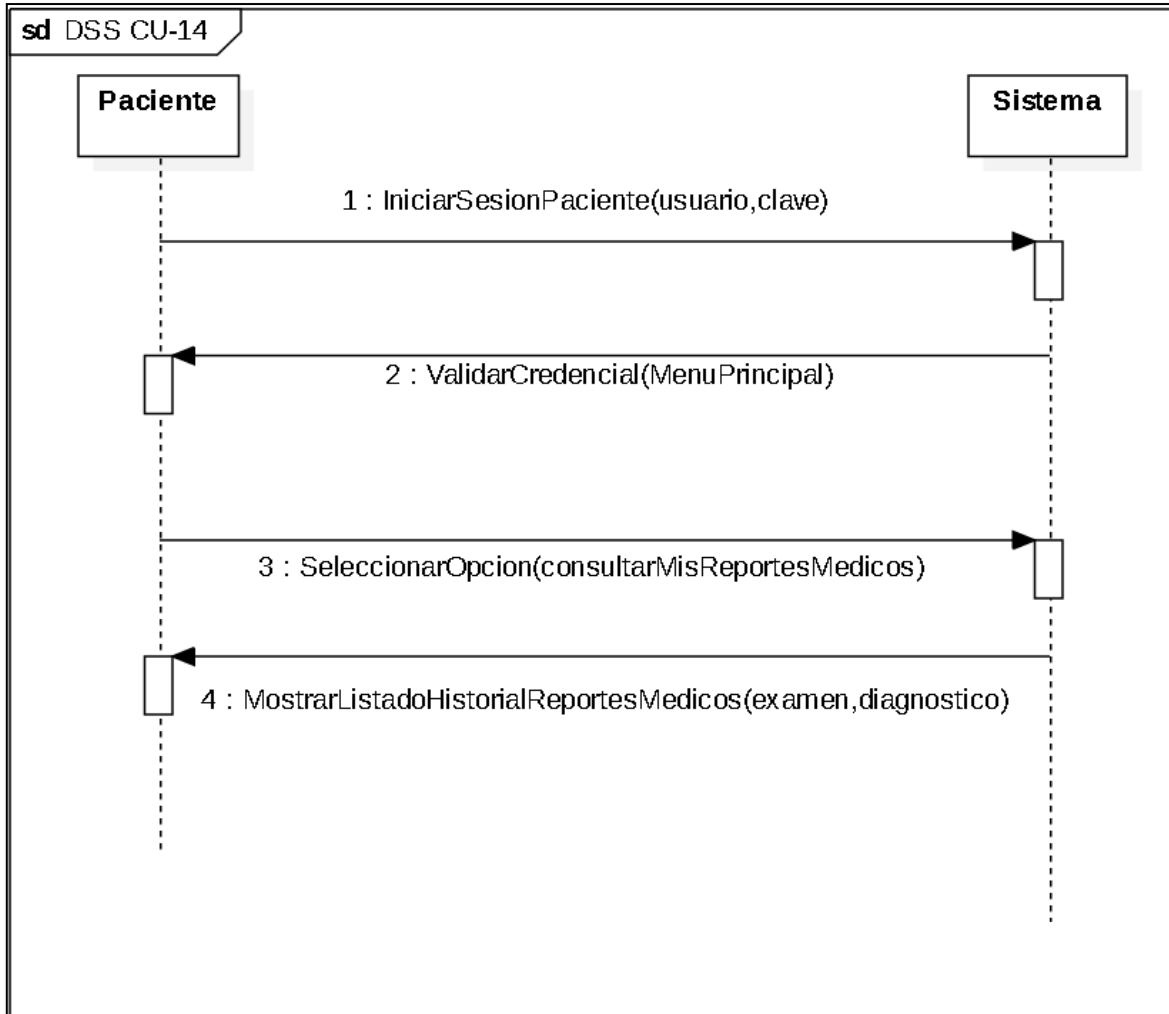 sd DSS CU-14
Paciente
Sistema
1 : IniciarSesionPaciente(usuario,clave)
2 : ValidarCredencial(MenuPrincipal)
3 : SeleccionarOpcion(consultarMisReportesMedicos)
4 : MostrarListadoHistorialReportesMedicos(examen,diagnostico)